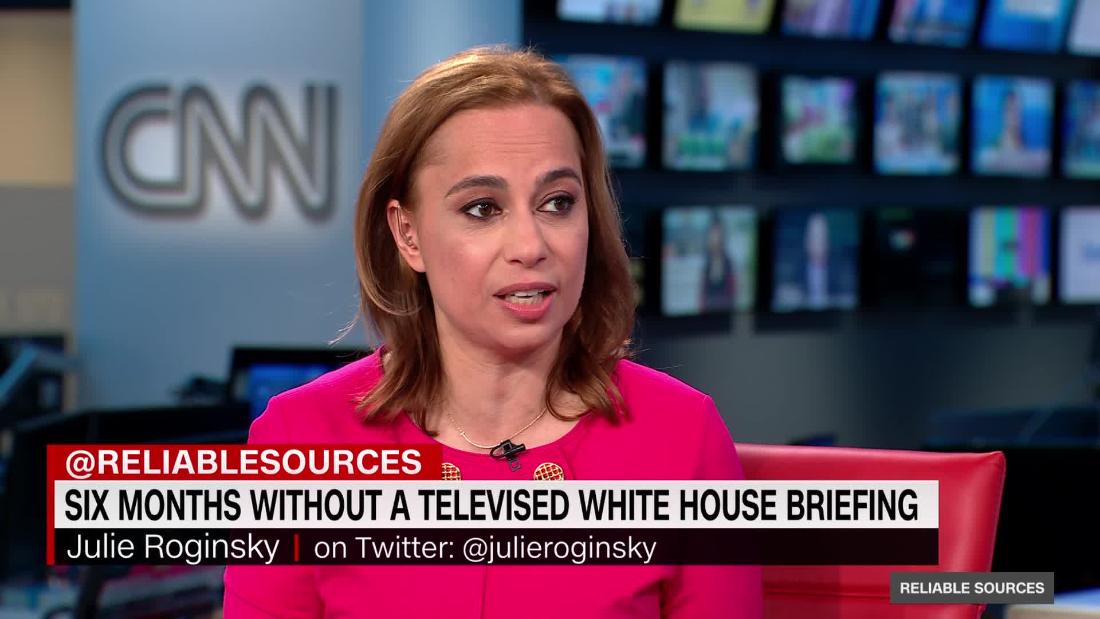 CNN
@RELIABLESOURCES
SIX MONTHS WITHOUT A TELEVISED WHITE HOUSE BRIEFING
Julie Roginsky | on Twitter: @julieroginsky
RELIABLE SOURCES